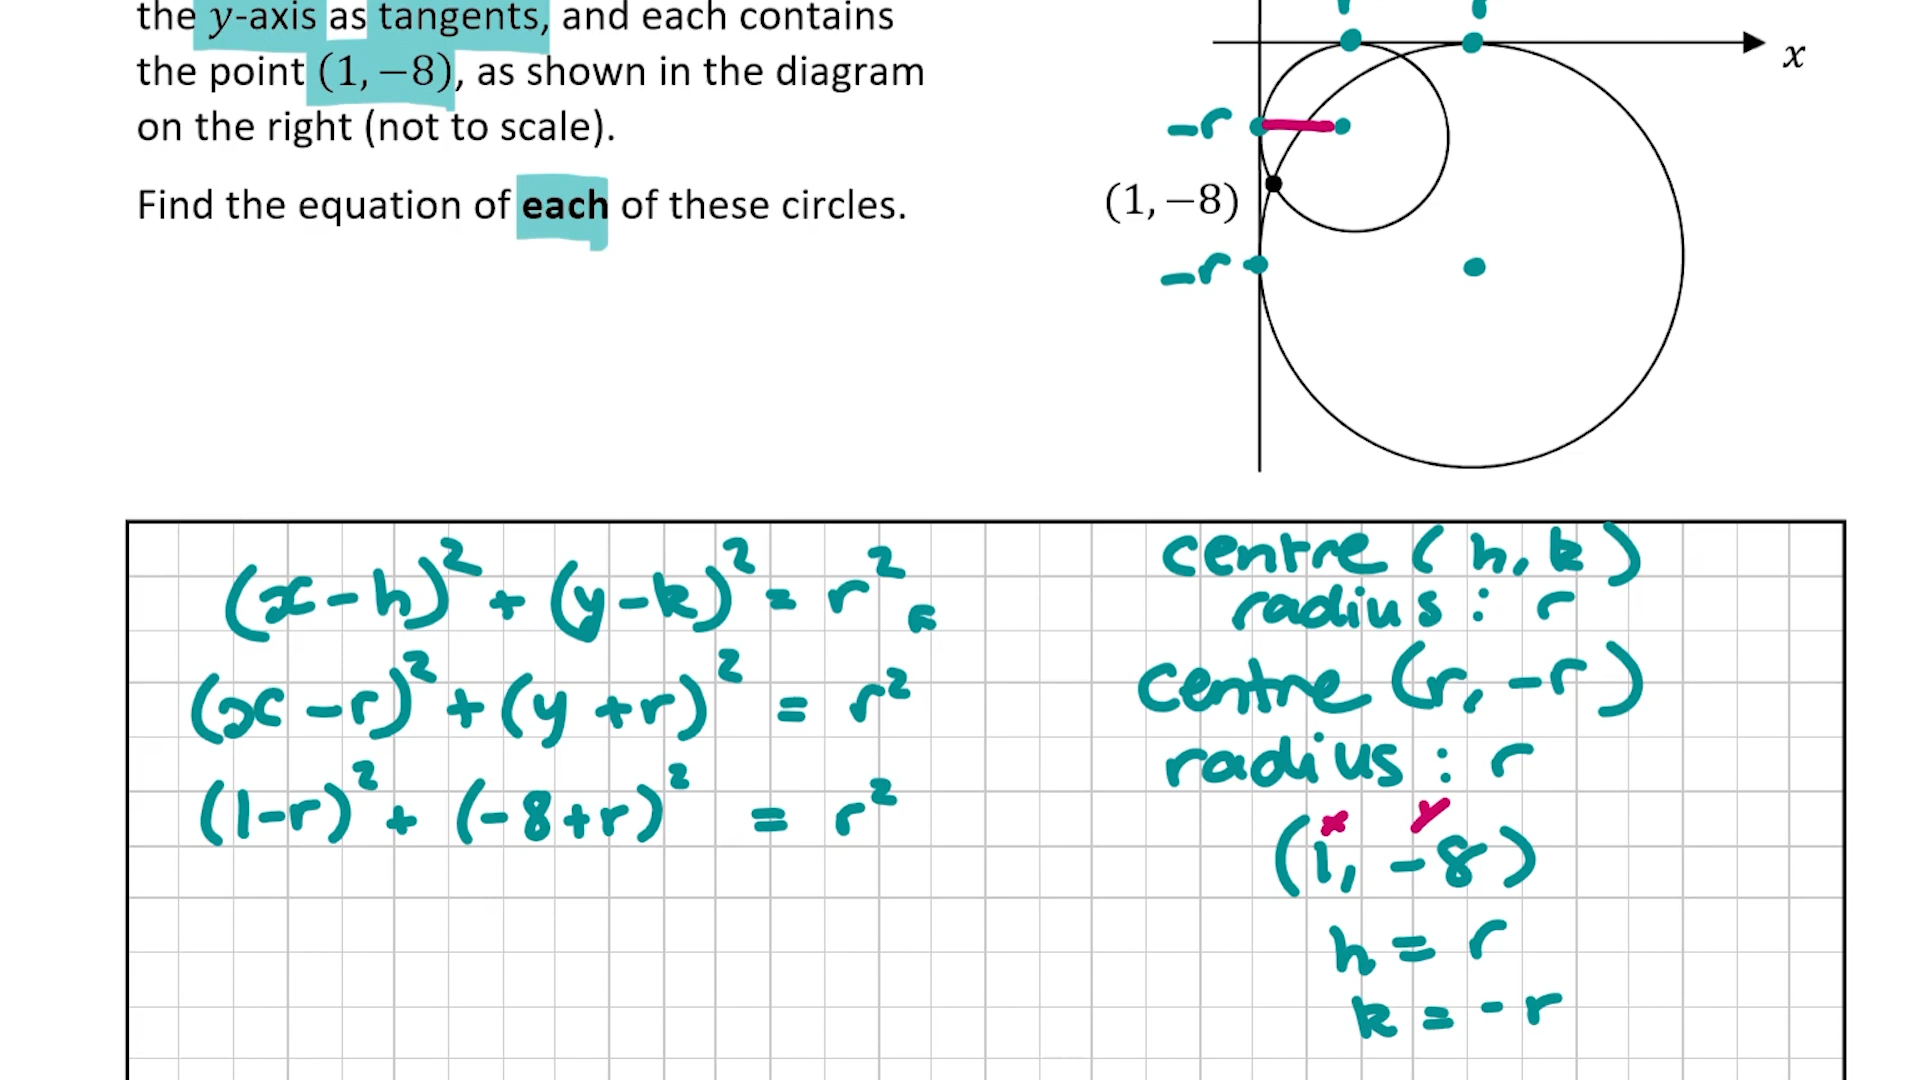 the y-axis as tangents, and each contains
the point (1, −8), as shown in the diagram
on the right (not to scale).
Find the equation of each of these circles.
x
−r
(1, −8)
−r
(x−h)² + (y−k)² = r²
(x−r)² + (y+r)² = r²
(1−r)² + (−8+r)² = r²
centre (h, k)
radius : r
centre (r, −r)
radius : r
x y
(1, −8)
h = r
k = −r